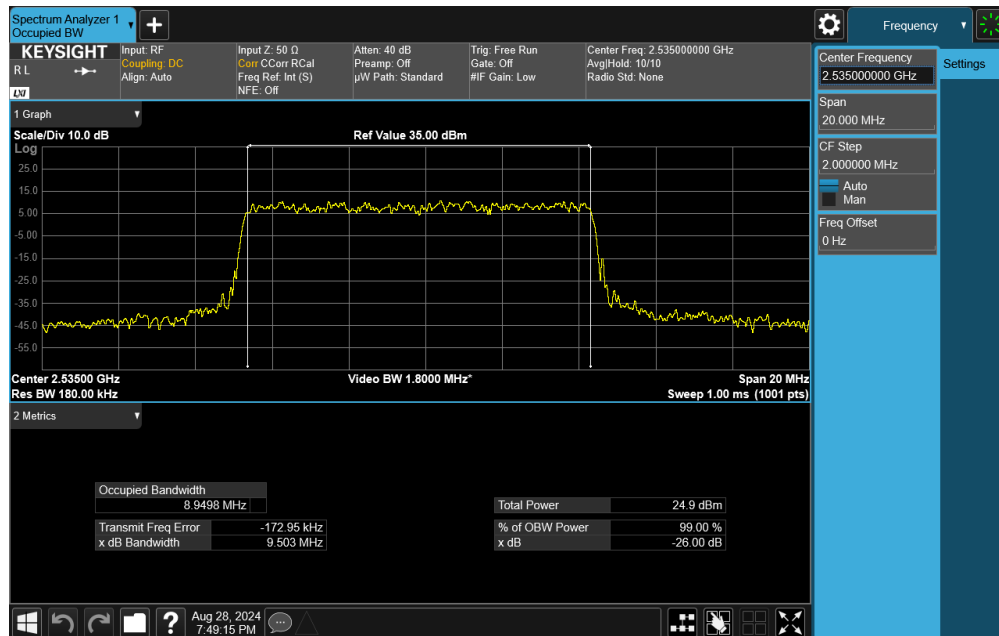 Spectrum Analyzer 1
Occupied BW
Frequency
KEYSIGHT
R L
LXI
Input: RF
Coupling: DC
Align: Auto
Input Z: 50 Ω
Corr CCorr RCal
Freq Ref: Int (S)
NFE: Off
Atten: 40 dB
Preamp: Off
µW Path: Standard
Trig: Free Run
Gate: Off
#IF Gain: Low
Center Freq: 2.535000000 GHz
Avg|Hold: 10/10
Radio Std: None
Center Frequency
2.535000000 GHz
Settings
Span
20.000 MHz
CF Step
2.000000 MHz
Auto
Man
Freq Offset
0 Hz
1 Graph
Scale/Div 10.0 dB
Ref Value 35.00 dBm
Log
25.0
15.0
5.00
-5.00
-15.0
-25.0
-35.0
-45.0
-55.0
Center 2.53500 GHz
Video BW 1.8000 MHz*
Span 20 MHz
Res BW 180.00 kHz
Sweep 1.00 ms (1001 pts)
2 Metrics
Occupied Bandwidth
8.9498 MHz
Total Power 24.9 dBm
Transmit Freq Error -172.95 kHz
% of OBW Power 99.00 %
x dB Bandwidth 9.503 MHz
x dB -26.00 dB
?
Aug 28, 2024
7:49:15 PM